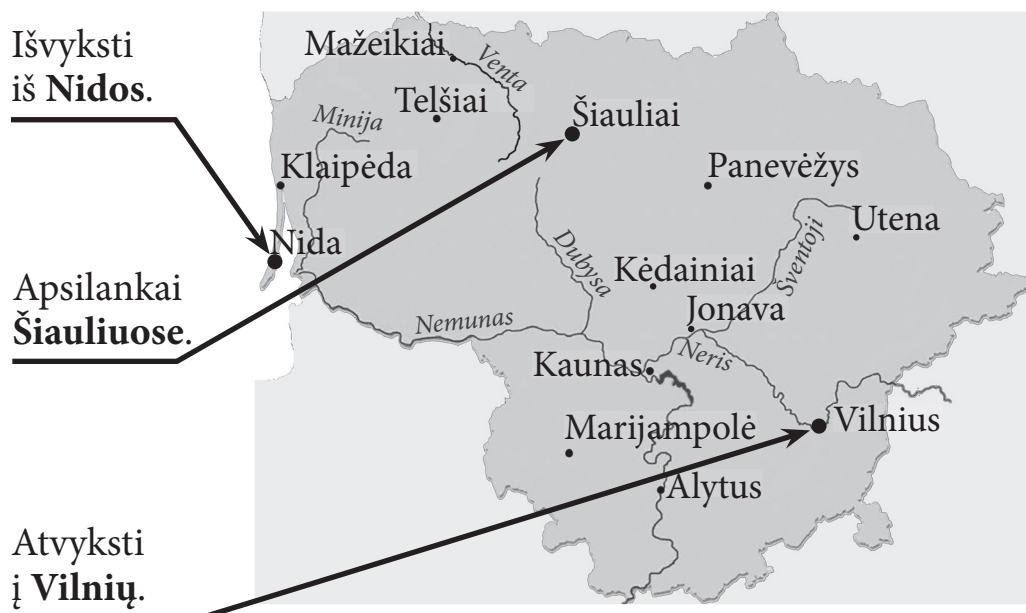 Išvyksti
iš Nidos.
Apsilankai
Šiauliuose.
Atvyksti
į Vilnių.
Mažeikiai
Venta
Telšiai
Šiauliai
Minija
Klaipėda
Panevėžys
Utena
Nida
Dubysa
Šventoji
Kėdainiai
Jonava
Nemunas
Neris
Kaunas
Marijampolė
Vilnius
Alytus